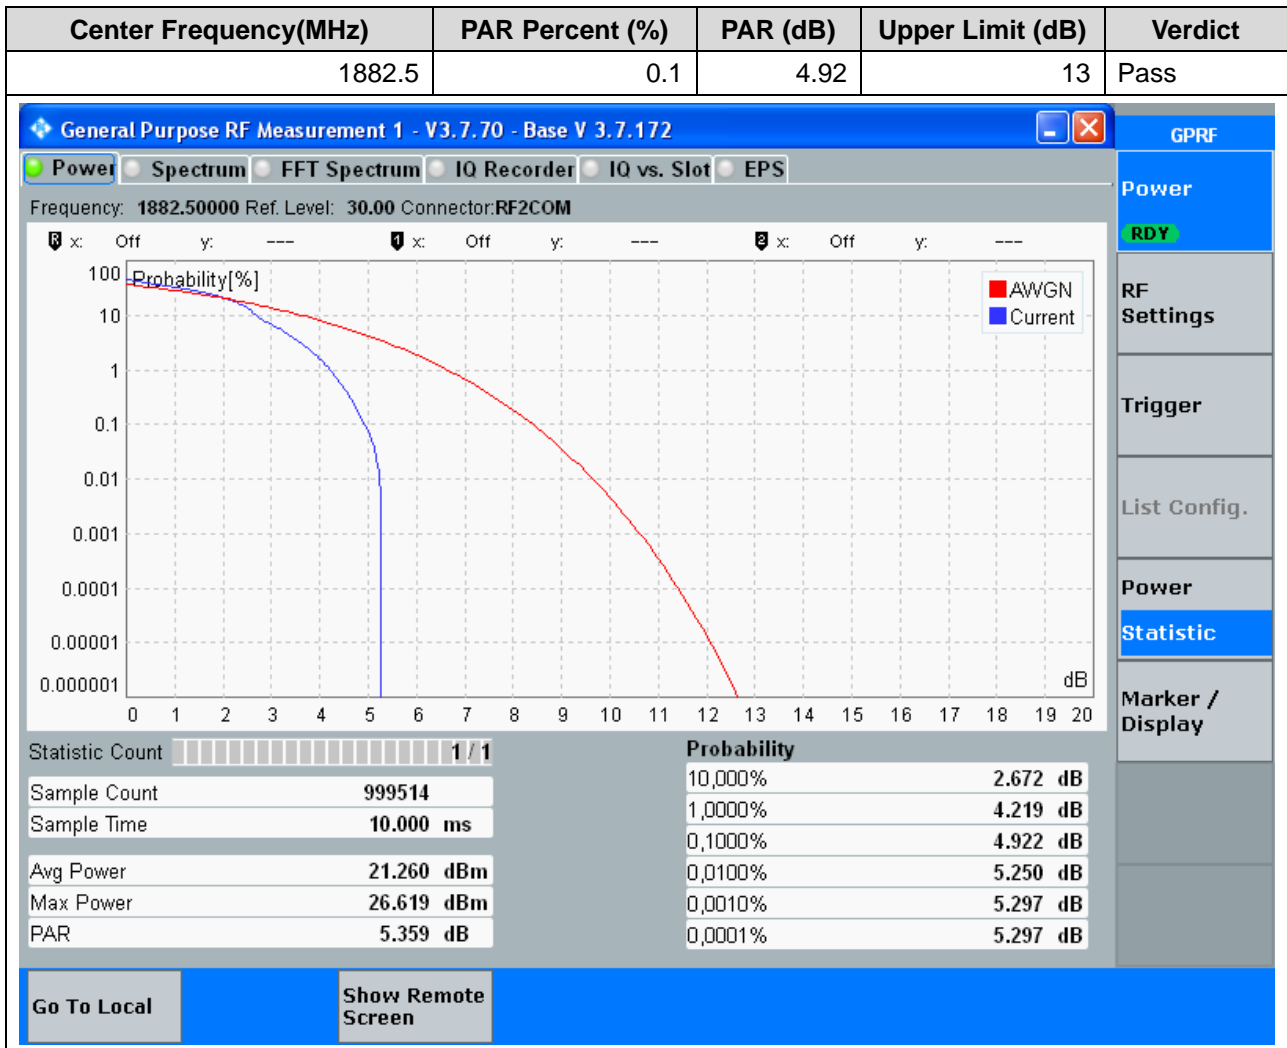 Center Frequency(MHz) PAR Percent (%) PAR (dB) Upper Limit (dB) Verdict
1882.5 0.1 4.92 13 Pass
General Purpose RF Measurement 1 - V3.7.70 - Base V 3.7.172
GPRF
Power Spectrum FFT Spectrum IQ Recorder IQ vs. Slot EPS
Power
RDY
Frequency: 1882.50000 Ref. Level: 30.00 Connector:RF2COM
R x: Off y: --- 1 x: Off y: --- 2 x: Off y: ---
Probability[%]
AWGN
Current
100
10
1
0.1
0.01
0.001
0.0001
0.00001
0.000001
dB
0 1 2 3 4 5 6 7 8 9 10 11 12 13 14 15 16 17 18 19 20
RF
Settings
Trigger
List Config.
Power
Statistic
Marker /
Display
Statistic Count 1 / 1
Sample Count 999514
Sample Time 10.000 ms
Avg Power 21.260 dBm
Max Power 26.619 dBm
PAR 5.359 dB
Probability
10,000% 2.672 dB
1,0000% 4.219 dB
0,1000% 4.922 dB
0,0100% 5.250 dB
0,0010% 5.297 dB
0,0001% 5.297 dB
Go To Local
Show Remote
Screen